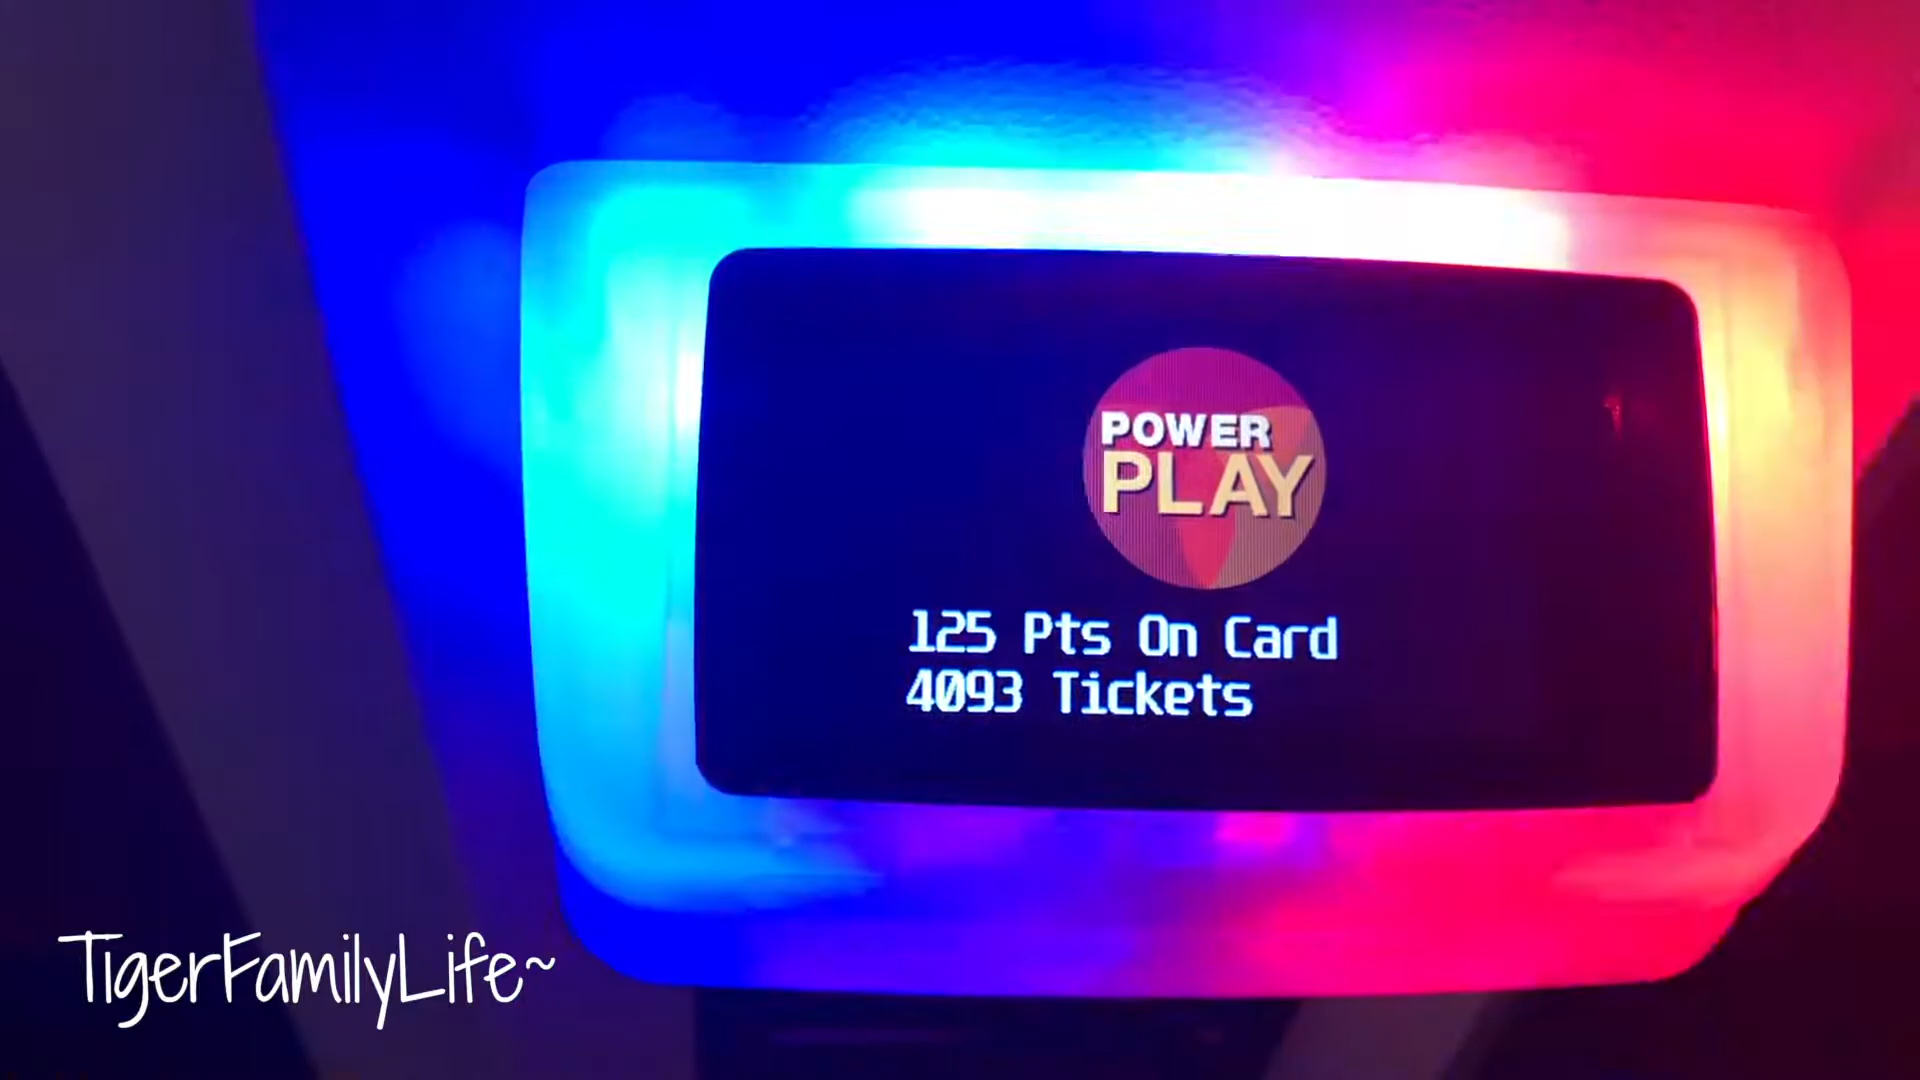 POWER
PLAY
125 Pts On Card
4093 Tickets
TigerFamilyLife~